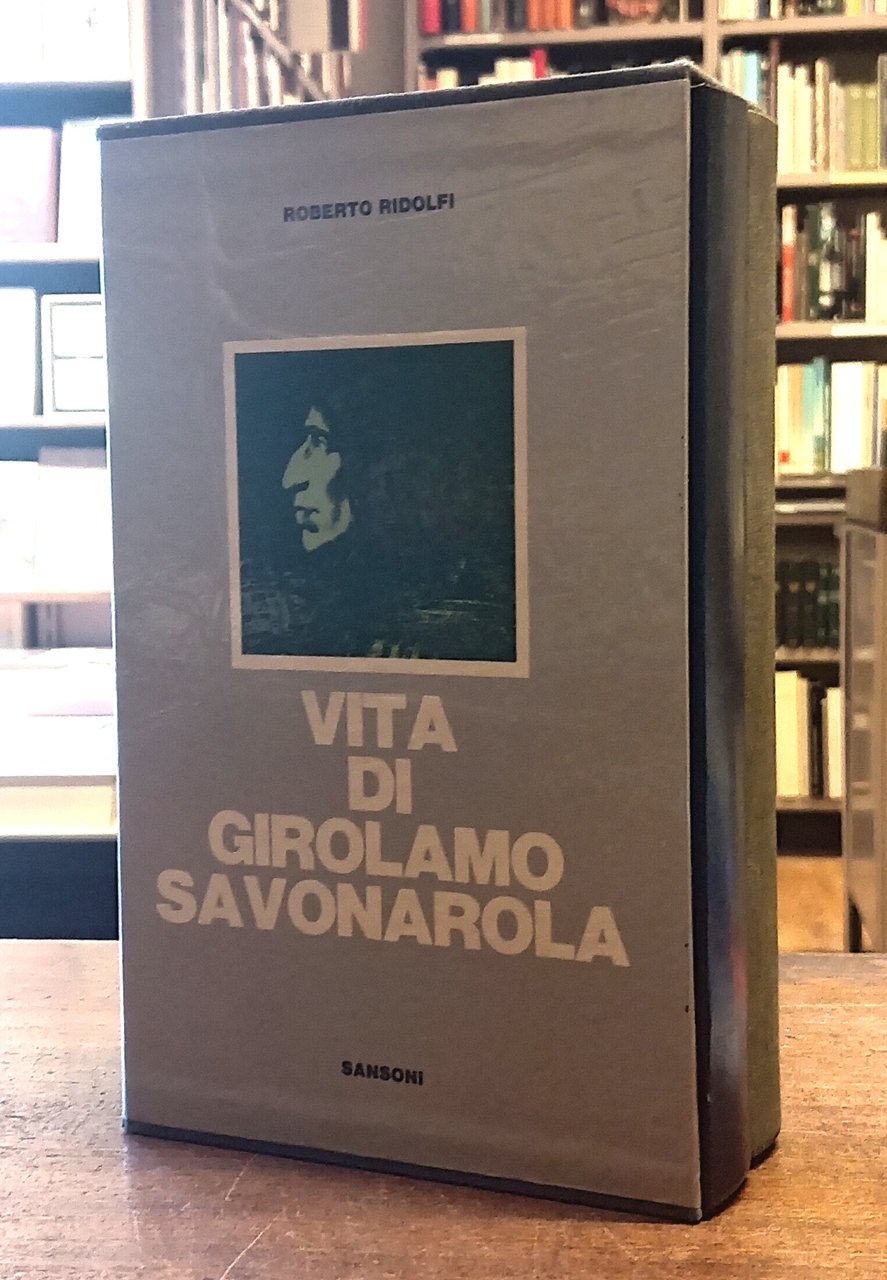 ROBERTO RIDOLFI
VITA
DI
GIROLAMO
SAVONAROLA
SANSONI